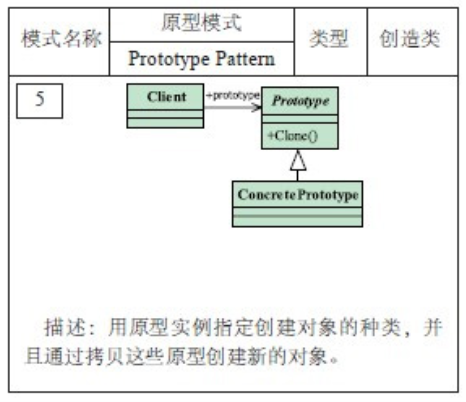 模式名称
原型模式
Prototype Pattern
类型
创造类
5
Client
+prototype
Prototype
+Clone()
ConcretePrototype
描述：用原型实例指定创建对象的种类，并
且通过拷贝这些原型创建新的对象。